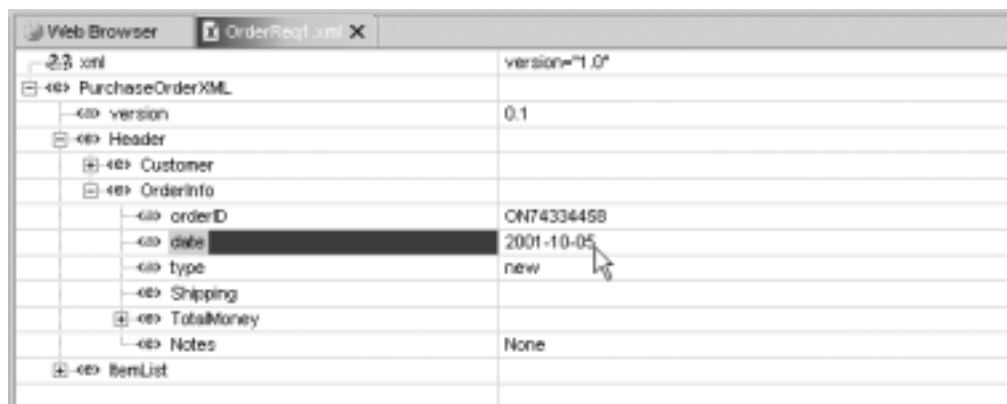 Web Browser OrderReq1.xml X
?-? xml version="1.0"
<e> PurchaseOrderXML
<a> version 0.1
<e> Header
<e> Customer
<e> OrderInfo
<a> orderID ON74334458
<a> date 2001-10-05
<a> type new
<e> Shipping
<e> TotalMoney
<e> Notes None
<e> ItemList